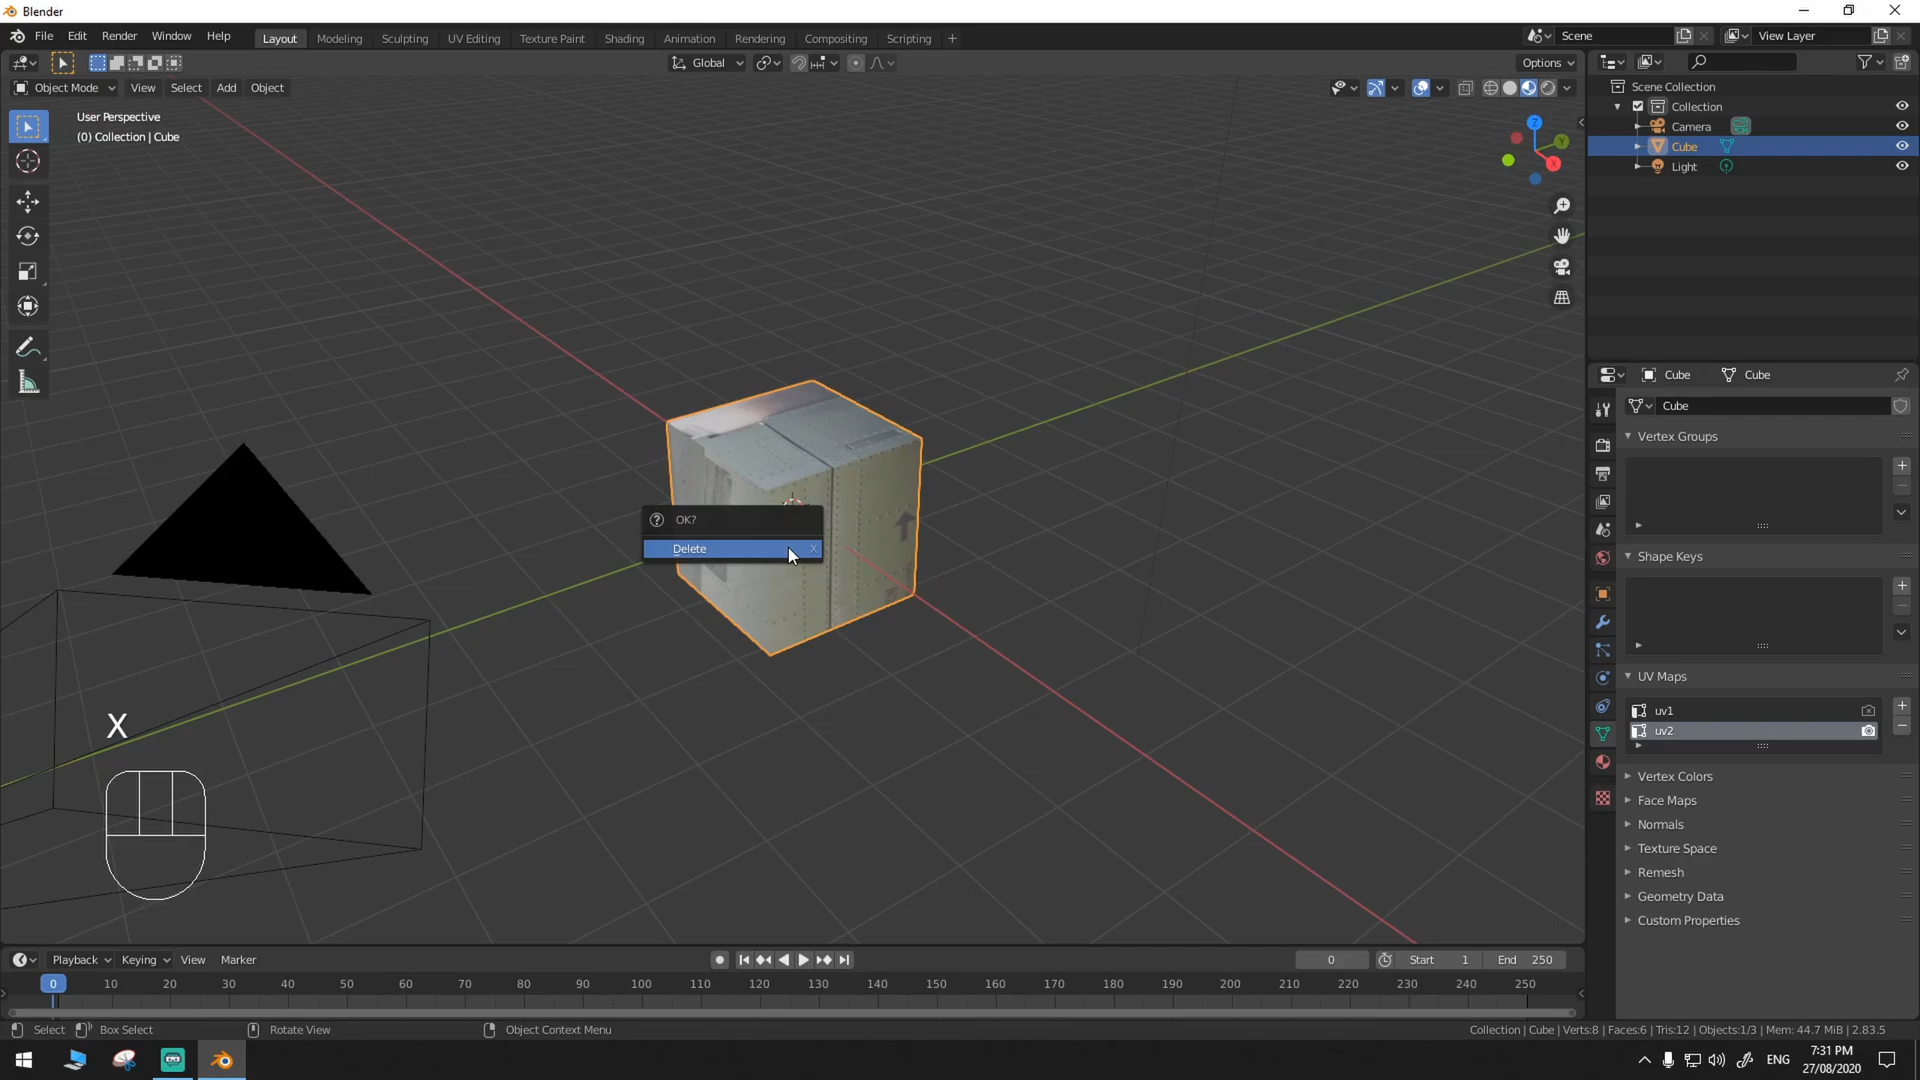 Blender
File Edit Render Window Help
Layout Modeling Sculpting UV Editing Texture Paint Shading Animation Rendering Compositing Scripting +
Scene
View Layer
Global
Options
Object Mode View Select Add Object
User Perspective
(0) Collection | Cube
Z
Y
X
Scene Collection
Collection
Camera
Cube
Light
Cube Cube
Cube
Vertex Groups
Shape Keys
UV Maps
uv1
uv2
Vertex Colors
Face Maps
Normals
Texture Space
Remesh
Geometry Data
Custom Properties
OK?
Delete X
X
Playback Keying View Marker
0
Start 1
End 250
0 10 20 30 40 50 60 70 80 90 100 110 120 130 140 150 160 170 180 190 200 210 220 230 240 250
Select Box Select Rotate View Object Context Menu
Collection | Cube | Verts:8 | Faces:6 | Tris:12 | Objects:1/3 | Mem: 44.7 MiB | 2.83.5
ENG
7:31 PM
27/08/2020